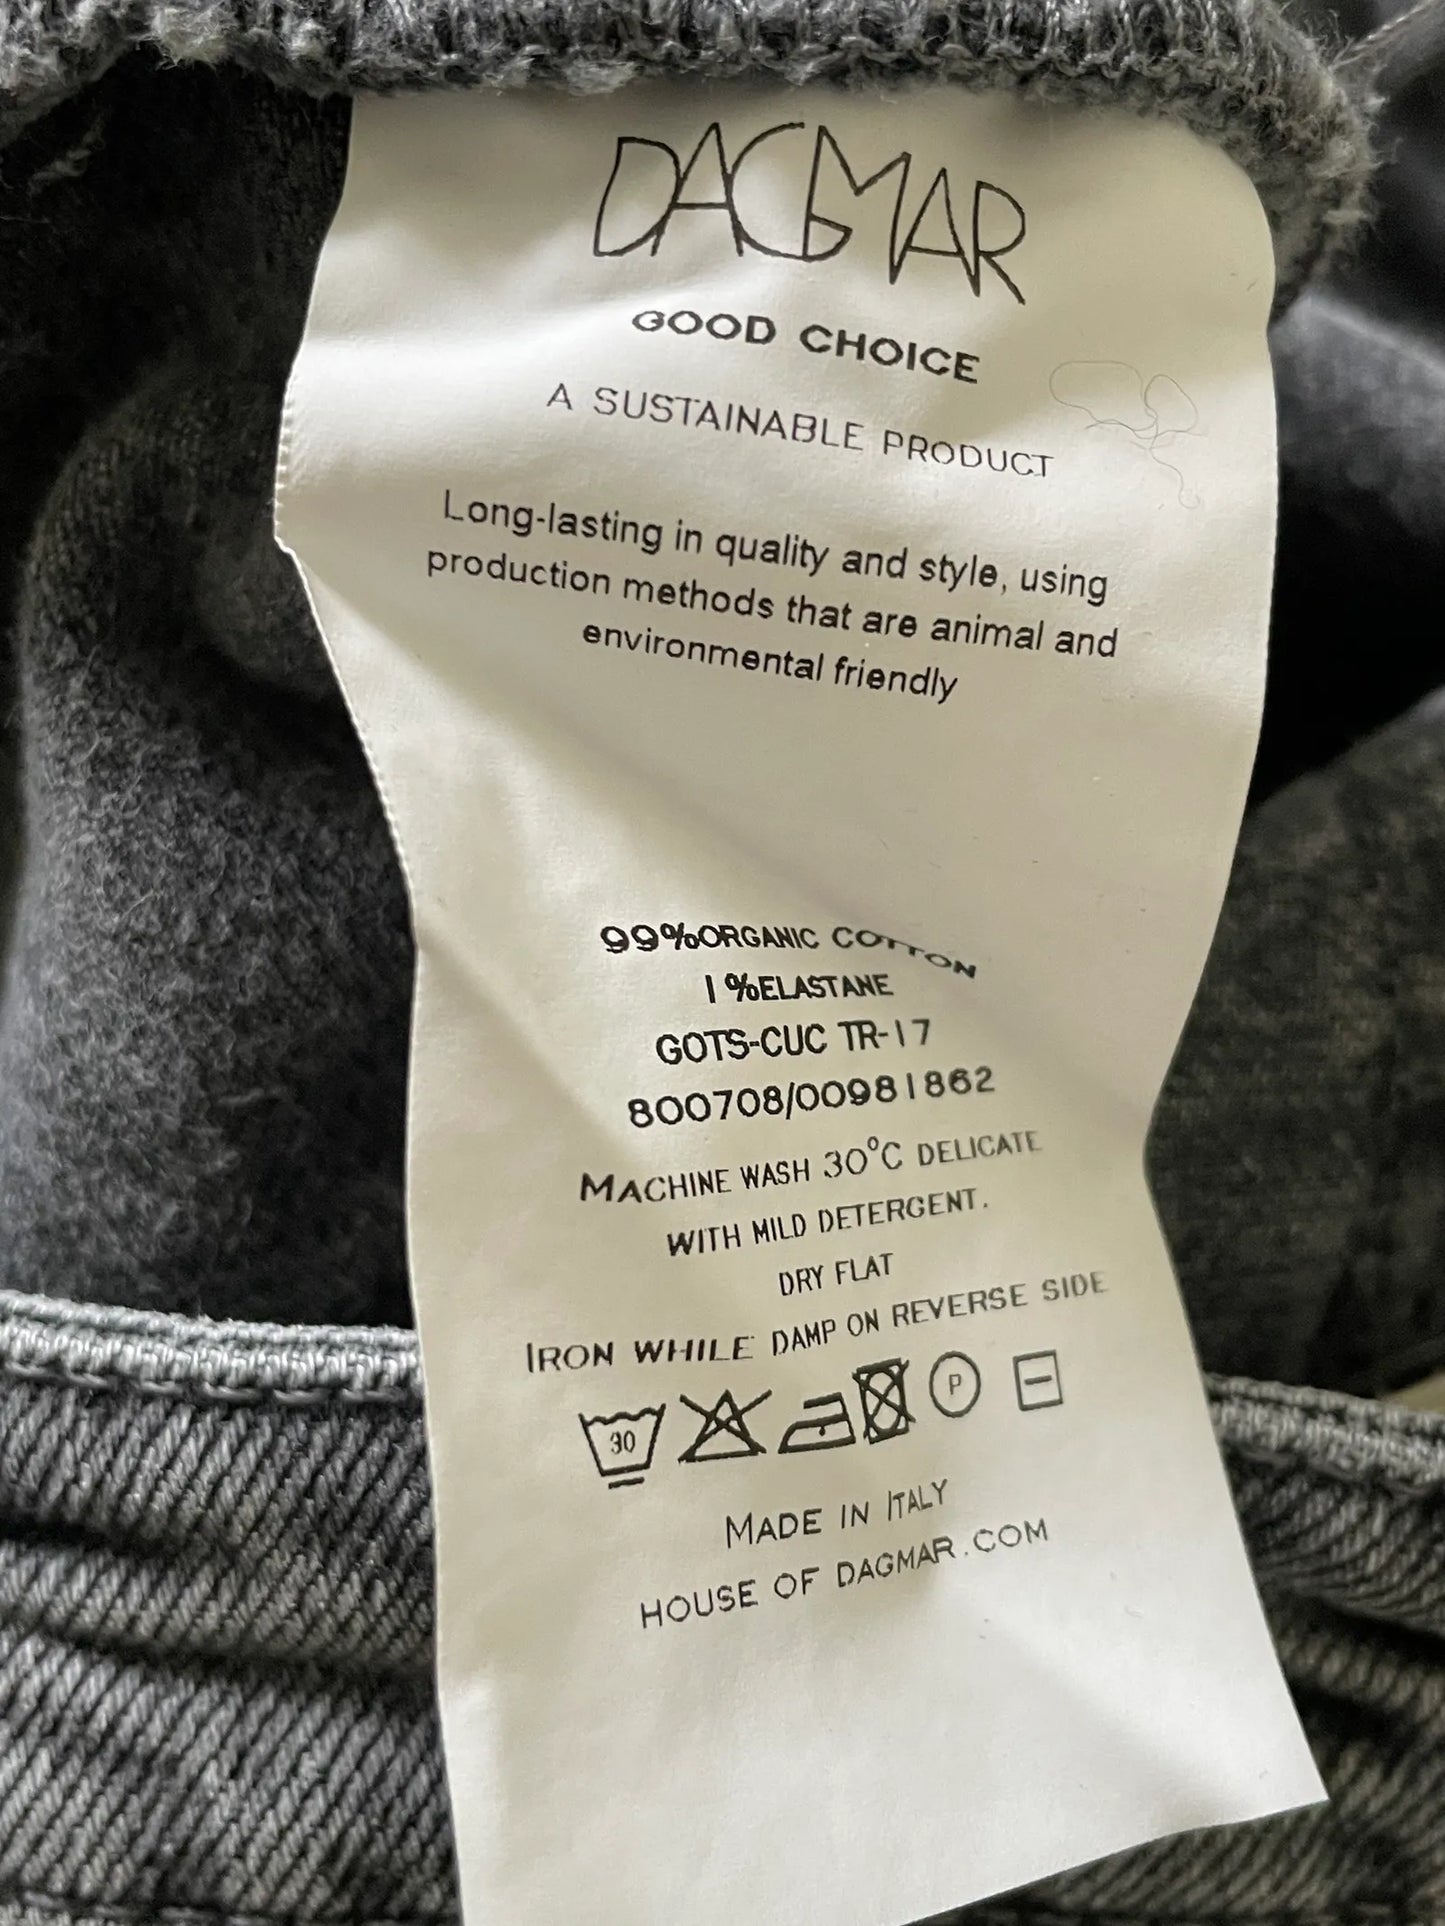 DAGMAR
GOOD CHOICE
A SUSTAINABLE PRODUCT
Long-lasting in quality and style, using
production methods that are animal and
environmental friendly
99%ORGANIC COTTON
1%ELASTANE
GOTS-CUC TR-17
800708/00981862
MACHINE WASH 30°C DELICATE
WITH MILD DETERGENT.
DRY FLAT
IRON WHILE DAMP ON REVERSE SIDE
30 P
MADE IN ITALY
HOUSE OF DAGMAR.COM